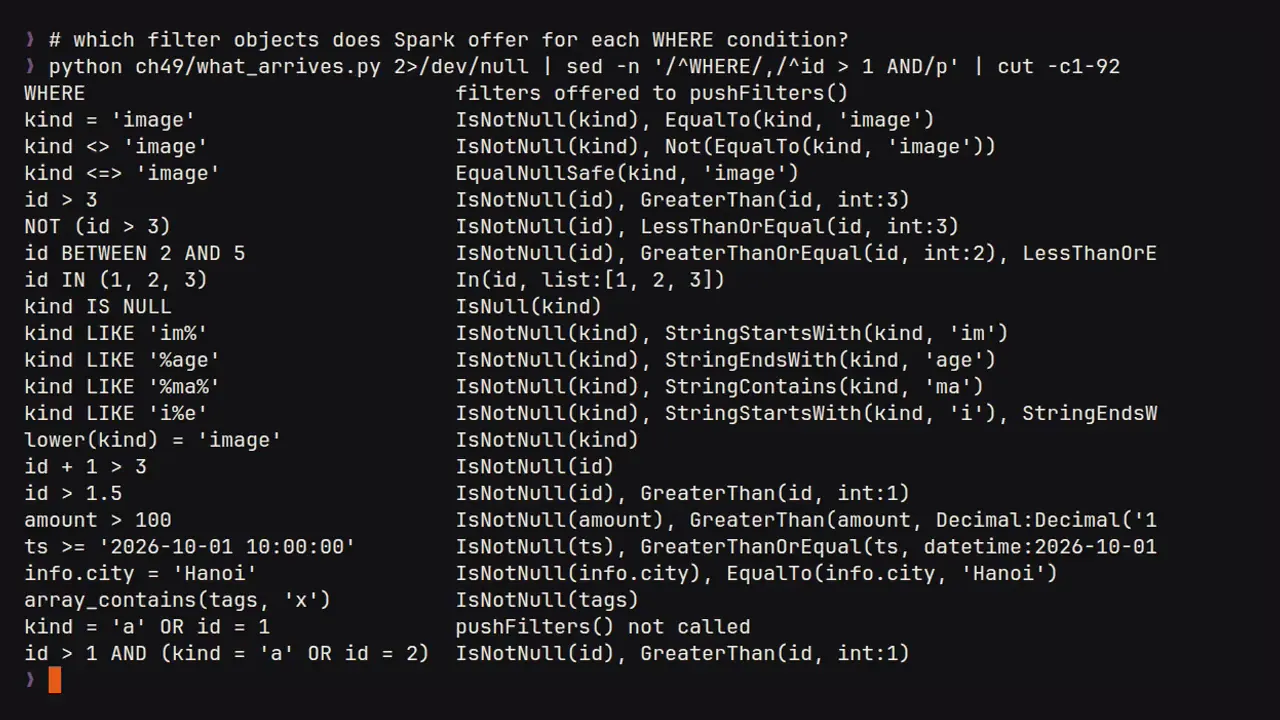 ❯ # which filter objects does Spark offer for each WHERE condition?
❯ python ch49/what_arrives.py 2>/dev/null | sed -n '/^WHERE/,/^id > 1 AND/p' | cut -c1-92
WHERE                              filters offered to pushFilters()
kind = 'image'                     IsNotNull(kind), EqualTo(kind, 'image')
kind <> 'image'                    IsNotNull(kind), Not(EqualTo(kind, 'image'))
kind <=> 'image'                   EqualNullSafe(kind, 'image')
id > 3                             IsNotNull(id), GreaterThan(id, int:3)
NOT (id > 3)                       IsNotNull(id), LessThanOrEqual(id, int:3)
id BETWEEN 2 AND 5                 IsNotNull(id), GreaterThanOrEqual(id, int:2), LessThanOrE
id IN (1, 2, 3)                    In(id, list:[1, 2, 3])
kind IS NULL                       IsNull(kind)
kind LIKE 'im%'                    IsNotNull(kind), StringStartsWith(kind, 'im')
kind LIKE '%age'                   IsNotNull(kind), StringEndsWith(kind, 'age')
kind LIKE '%ma%'                   IsNotNull(kind), StringContains(kind, 'ma')
kind LIKE 'i%e'                    IsNotNull(kind), StringStartsWith(kind, 'i'), StringEndsW
lower(kind) = 'image'              IsNotNull(kind)
id + 1 > 3                         IsNotNull(id)
id > 1.5                           IsNotNull(id), GreaterThan(id, int:1)
amount > 100                       IsNotNull(amount), GreaterThan(amount, Decimal:Decimal('1
ts >= '2026-10-01 10:00:00'        IsNotNull(ts), GreaterThanOrEqual(ts, datetime:2026-10-01
info.city = 'Hanoi'                IsNotNull(info.city), EqualTo(info.city, 'Hanoi')
array_contains(tags, 'x')          IsNotNull(tags)
kind = 'a' OR id = 1               pushFilters() not called
id > 1 AND (kind = 'a' OR id = 2)  IsNotNull(id), GreaterThan(id, int:1)
❯